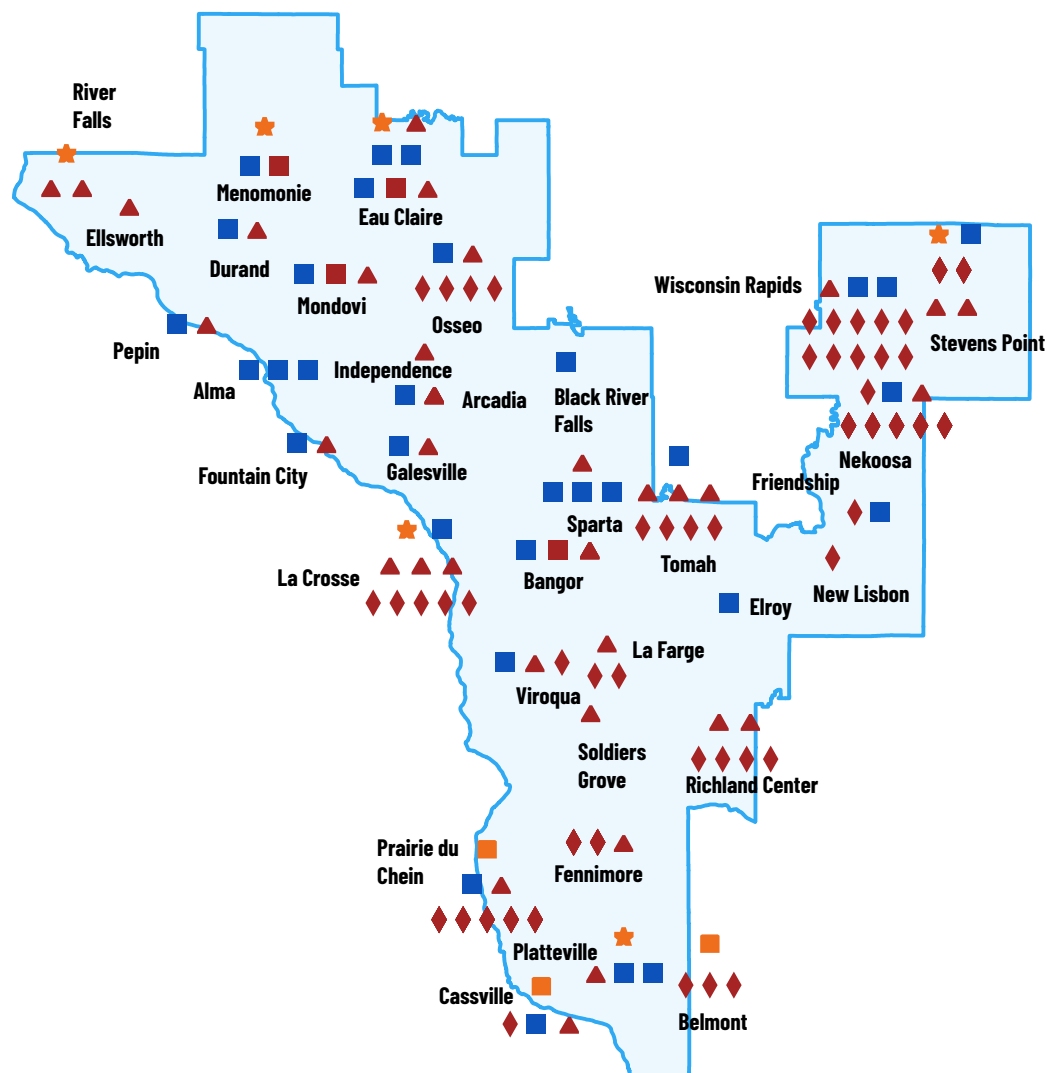 River
Falls
Menomonie
Eau Claire
Ellsworth
Durand
Mondovi
Osseo
Wisconsin Rapids
Stevens Point
Pepin
Alma
Independence
Arcadia
Black River
Falls
Nekoosa
Fountain City
Galesville
Friendship
Sparta
Tomah
La Crosse
Bangor
New Lisbon
Elroy
La Farge
Viroqua
Soldiers
Grove
Richland Center
Prairie du
Chein
Fennimore
Platteville
Cassville
Belmont